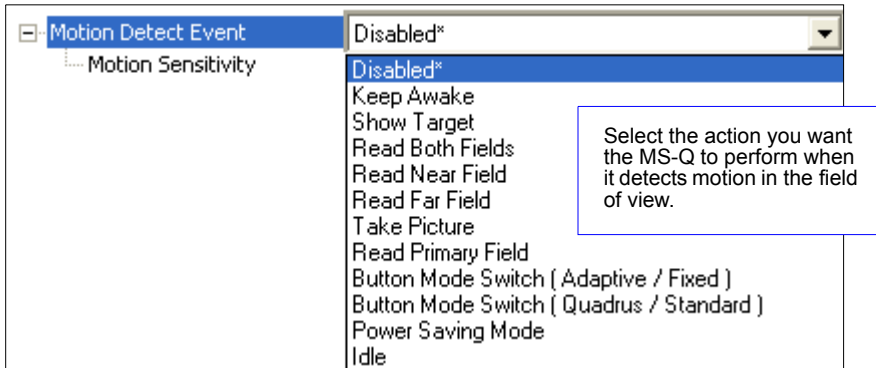 Motion Detect Event
Disabled*
Motion Sensitivity
Disabled*
Keep Awake
Show Target
Read Both Fields
Read Near Field
Read Far Field
Take Picture
Read Primary Field
Button Mode Switch ( Adaptive / Fixed )
Button Mode Switch ( Quadrus / Standard )
Power Saving Mode
Idle
Select the action you want
the MS-Q to perform when
it detects motion in the field
of view.